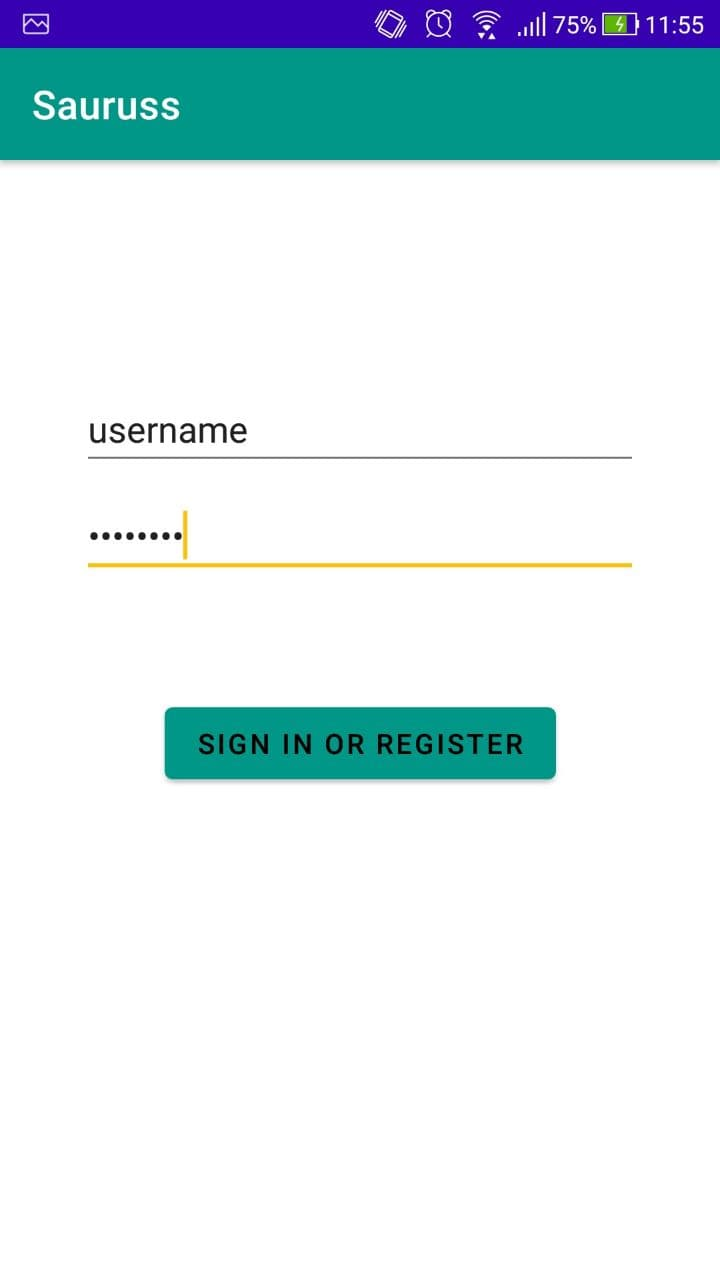 75% 11:55
Sauruss
username
••••••••
SIGN IN OR REGISTER